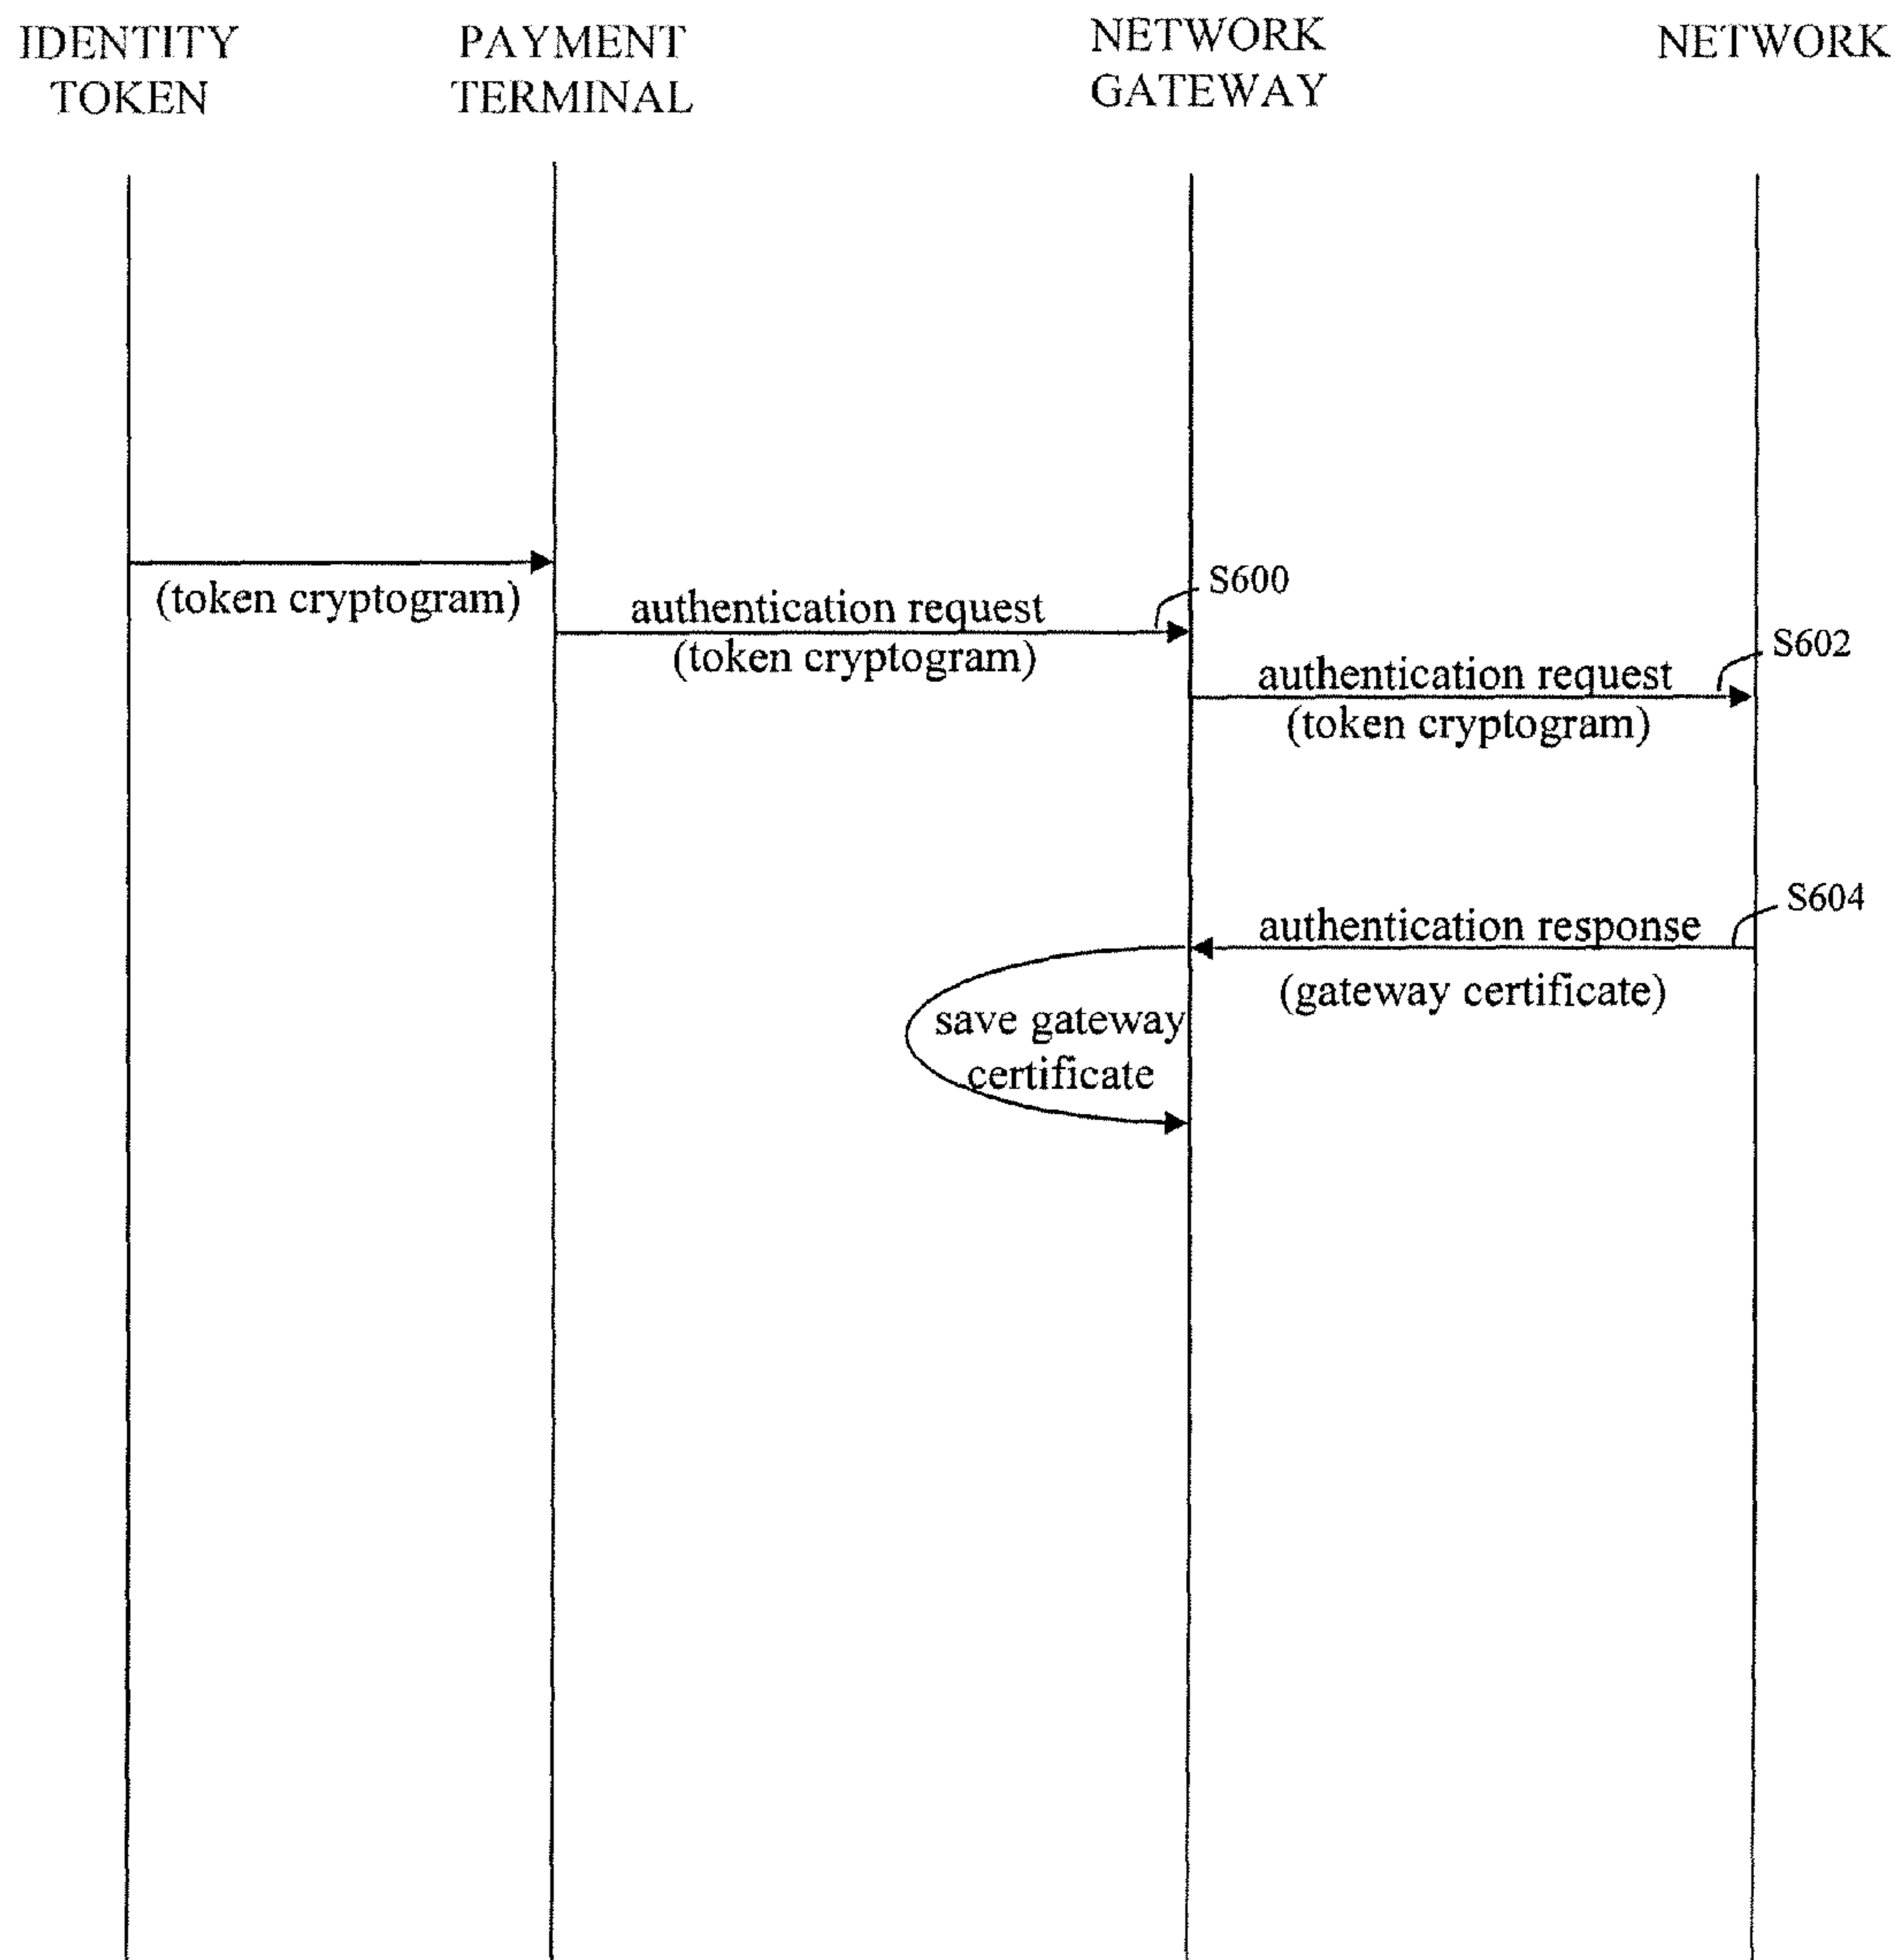 IDENTITY
TOKEN
PAYMENT
TERMINAL
NETWORK
GATEWAY
NETWORK
(token cryptogram)
authentication request
(token cryptogram)
S600
authentication request
(token cryptogram)
S602
authentication response
(gateway certificate)
S604
save gateway
certificate